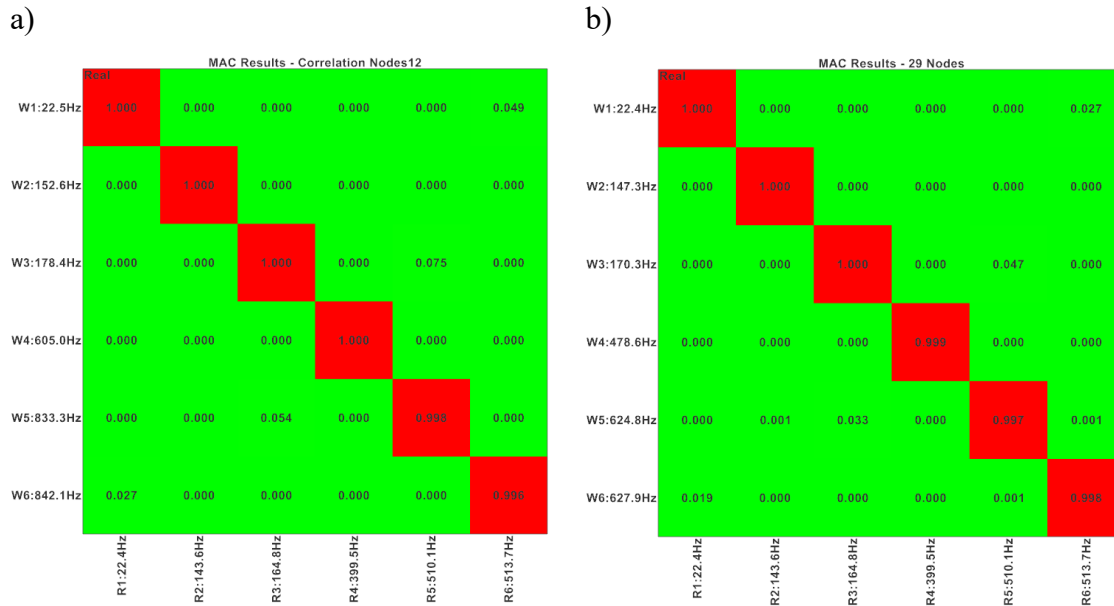 a)
MAC Results - Correlation Nodes12
Real
W1:22.5Hz 1.000 0.000 0.000 0.000 0.000 0.049
W2:152.6Hz 0.000 1.000 0.000 0.000 0.000 0.000
W3:178.4Hz 0.000 0.000 1.000 0.000 0.075 0.000
W4:605.0Hz 0.000 0.000 0.000 1.000 0.000 0.000
W5:833.3Hz 0.000 0.000 0.054 0.000 0.998 0.000
W6:842.1Hz 0.027 0.000 0.000 0.000 0.000 0.996
R1:22.4Hz R2:143.6Hz R3:164.8Hz R4:399.5Hz R5:510.1Hz R6:513.7Hz
b)
MAC Results - 29 Nodes
Real
W1:22.4Hz 1.000 0.000 0.000 0.000 0.000 0.027
W2:147.3Hz 0.000 1.000 0.000 0.000 0.000 0.000
W3:170.3Hz 0.000 0.000 1.000 0.000 0.047 0.000
W4:478.6Hz 0.000 0.000 0.000 0.999 0.000 0.000
W5:624.8Hz 0.000 0.001 0.033 0.000 0.997 0.001
W6:627.9Hz 0.019 0.000 0.000 0.000 0.001 0.998
R1:22.4Hz R2:143.6Hz R3:164.8Hz R4:399.5Hz R5:510.1Hz R6:513.7Hz